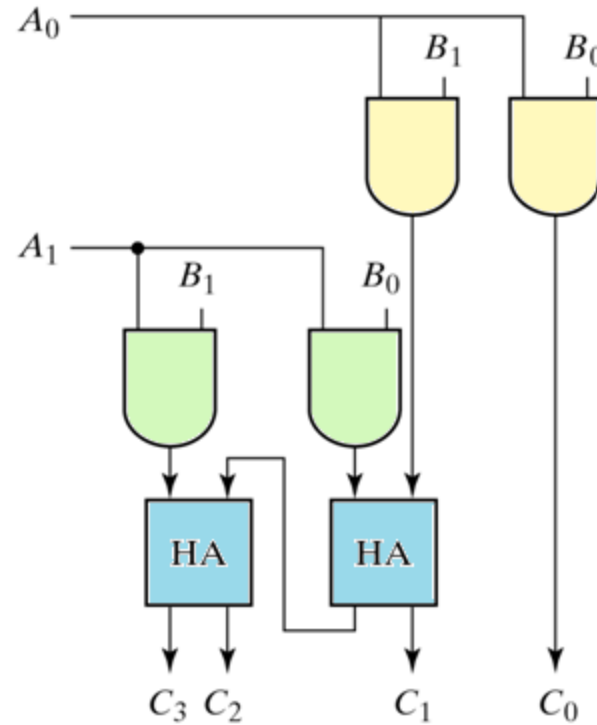 A₀
B₁ B₀
A₁
B₁ B₀
HA HA
C₃ C₂ C₁ C₀